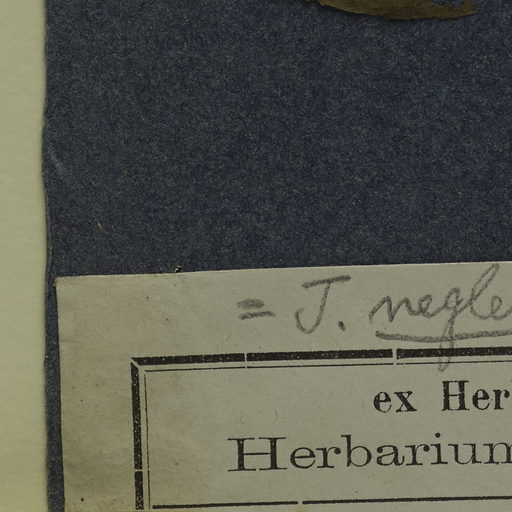 = J. negle
ex Her
Herbarium